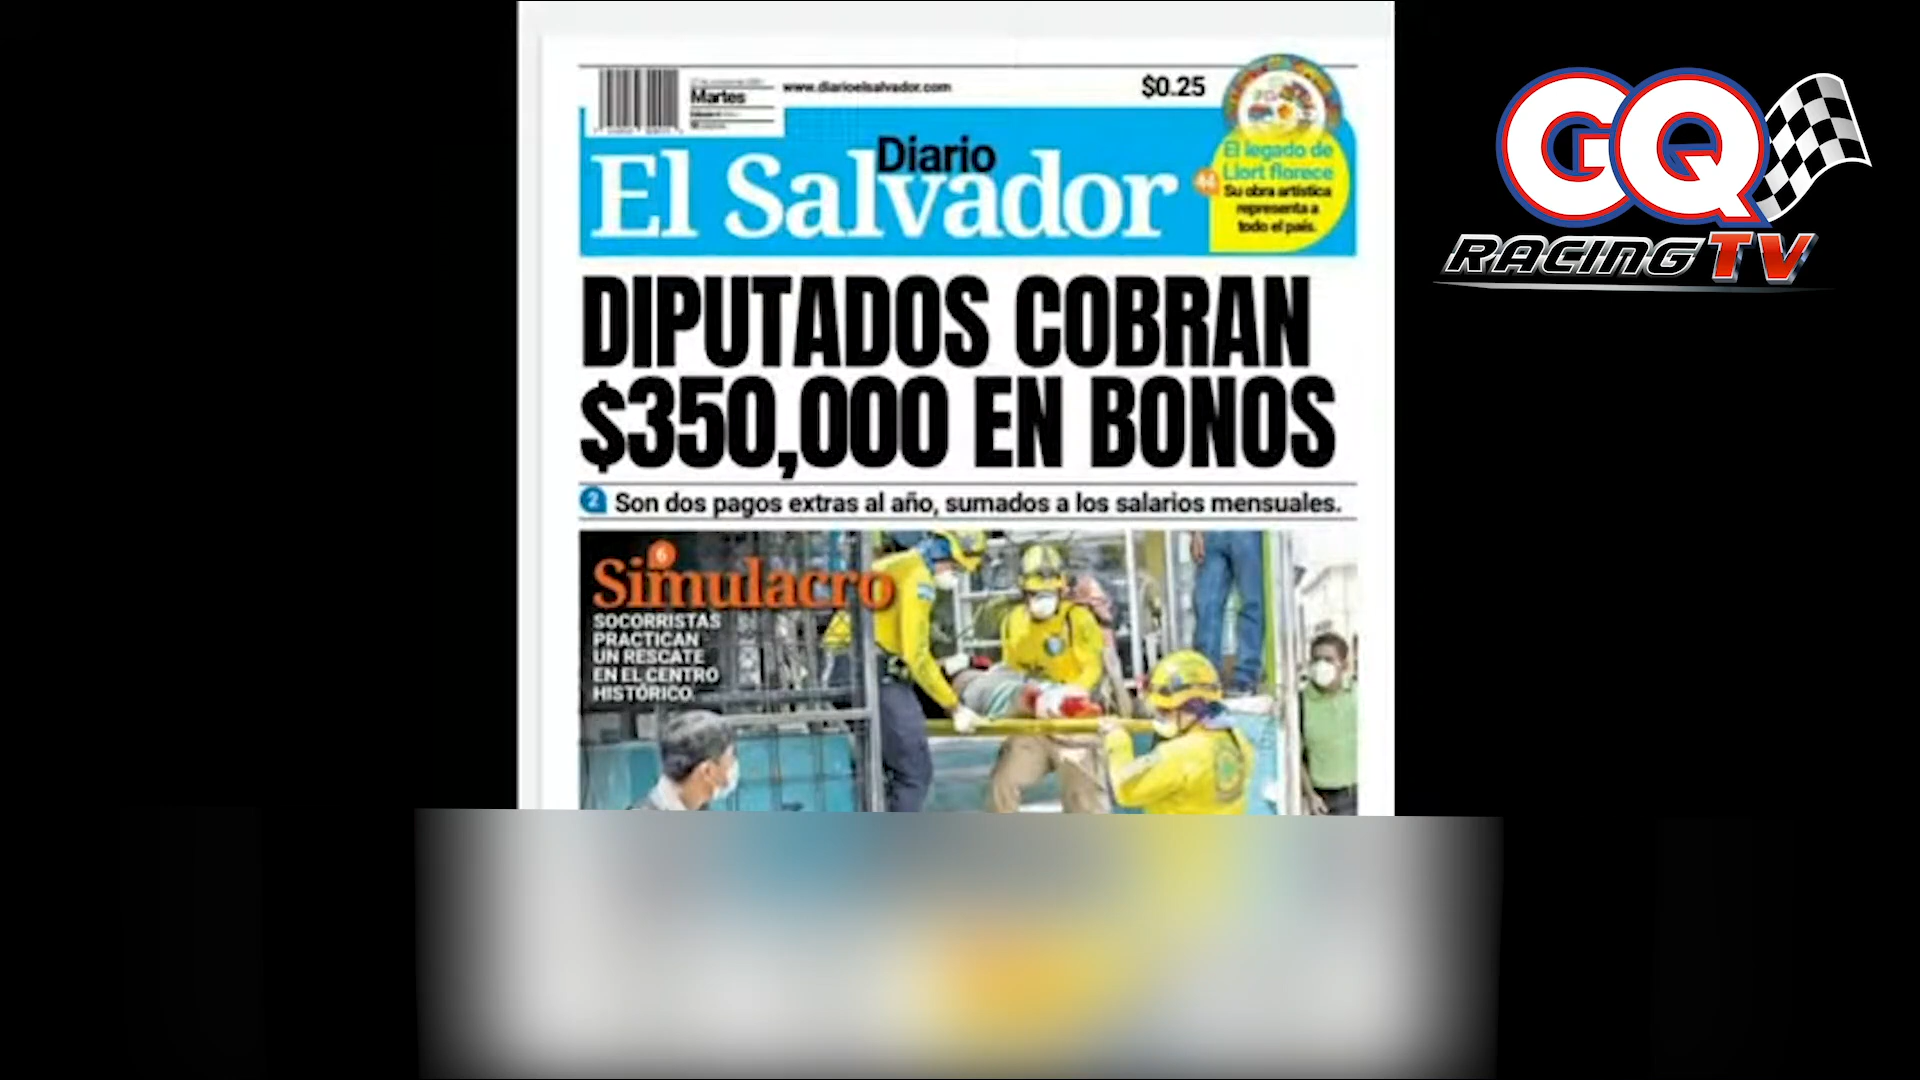 www.diarioelsalvador.com
$0.25
Martes
Diario
El Salvador
44
El legado de
Llort florece
Su obra artística
representa a
todo el país.
DIPUTADOS COBRAN
$350,000 EN BONOS
2 Son dos pagos extras al año, sumados a los salarios mensuales.
6
Simulacro
SOCORRISTAS
PRACTICAN
UN RESCATE
EN EL CENTRO
HISTÓRICO
GQ
RACING TV